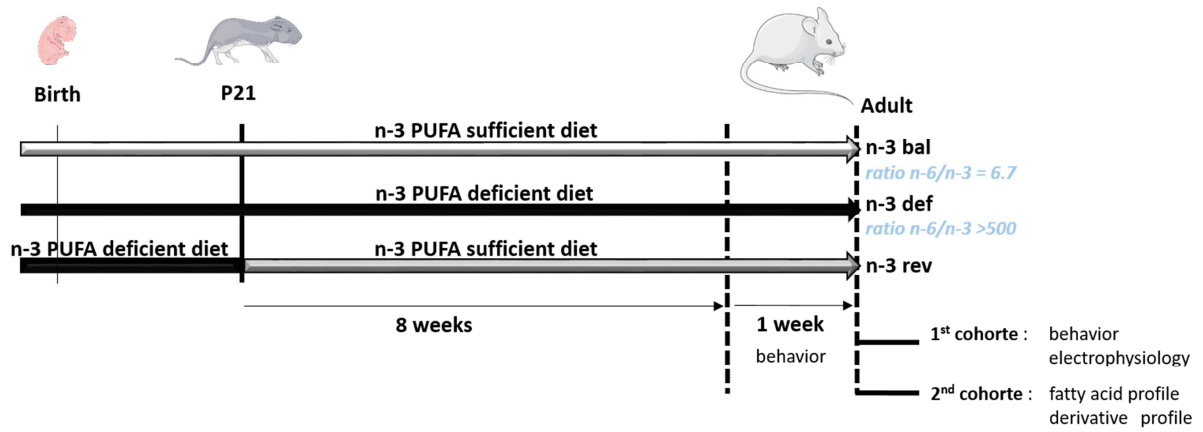 Birth
P21
Adult
n-3 PUFA sufficient diet
n-3 bal
ratio n-6/n-3 = 6.7
n-3 PUFA deficient diet
n-3 def
ratio n-6/n-3 >500
n-3 PUFA deficient diet
n-3 PUFA sufficient diet
n-3 rev
8 weeks
1 week
behavior
1st cohorte : behavior
electrophysiology
2nd cohorte : fatty acid profile
derivative profile